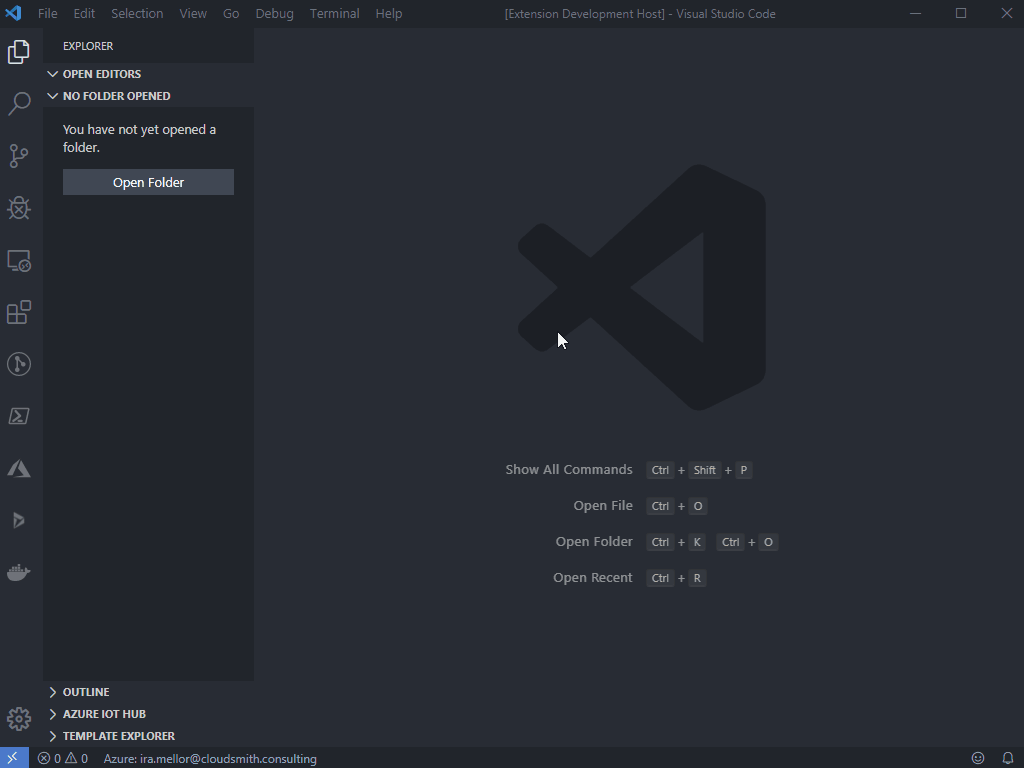 File Edit Selection View Go Debug Terminal Help [Extension Development Host] - Visual Studio Code
EXPLORER
OPEN EDITORS
NO FOLDER OPENED
You have not yet opened a
folder.
Open Folder
Show All Commands Ctrl + Shift + P
Open File Ctrl + O
Open Folder Ctrl + K Ctrl + O
Open Recent Ctrl + R
OUTLINE
AZURE IOT HUB
TEMPLATE EXPLORER
0 0 Azure: ira.mellor@cloudsmith.consulting